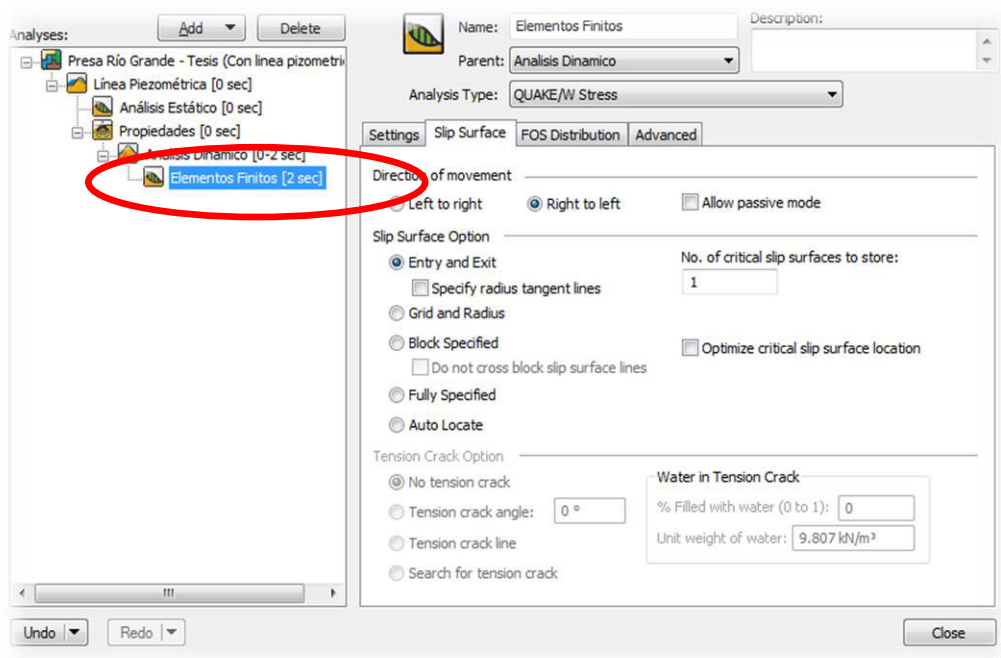 Analyses:
Add
Delete
Presa Río Grande - Tesis (Con linea pizometri
Línea Piezométrica [0 sec]
Análisis Estático [0 sec]
Propiedades [0 sec]
Análisis Dinamico [0-2 sec]
Elementos Finitos [2 sec]
Name: Elementos Finitos
Description:
Parent: Analisis Dinamico
Analysis Type: QUAKE/W Stress
Settings Slip Surface FOS Distribution Advanced
Direction of movement
Left to right Right to left Allow passive mode
Slip Surface Option
Entry and Exit
No. of critical slip surfaces to store:
Specify radius tangent lines
1
Grid and Radius
Block Specified
Optimize critical slip surface location
Do not cross block slip surface lines
Fully Specified
Auto Locate
Tension Crack Option
No tension crack
Tension crack angle: 0 °
Tension crack line
Search for tension crack
Water in Tension Crack
% Filled with water (0 to 1): 0
Unit weight of water: 9.807 kN/m³
Undo
Redo
Close